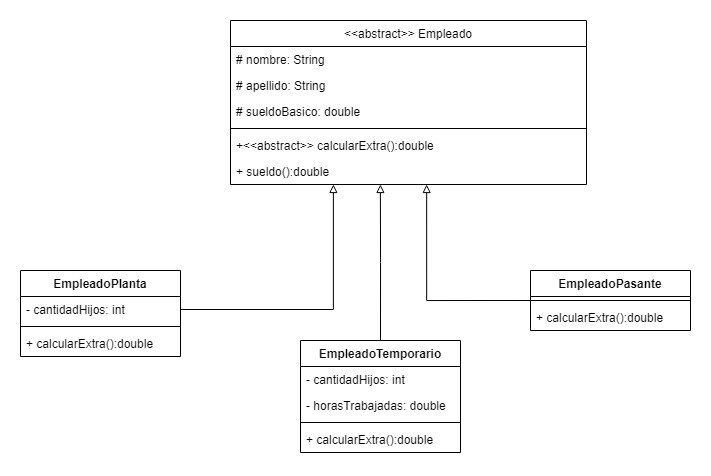 <<abstract>> Empleado
# nombre: String
# apellido: String
# sueldoBasico: double
+<<abstract>> calcularExtra():double
+ sueldo():double
EmpleadoPlanta
- cantidadHijos: int
+ calcularExtra():double
EmpleadoTemporario
- cantidadHijos: int
- horasTrabajadas: double
+ calcularExtra():double
EmpleadoPasante
+ calcularExtra():double